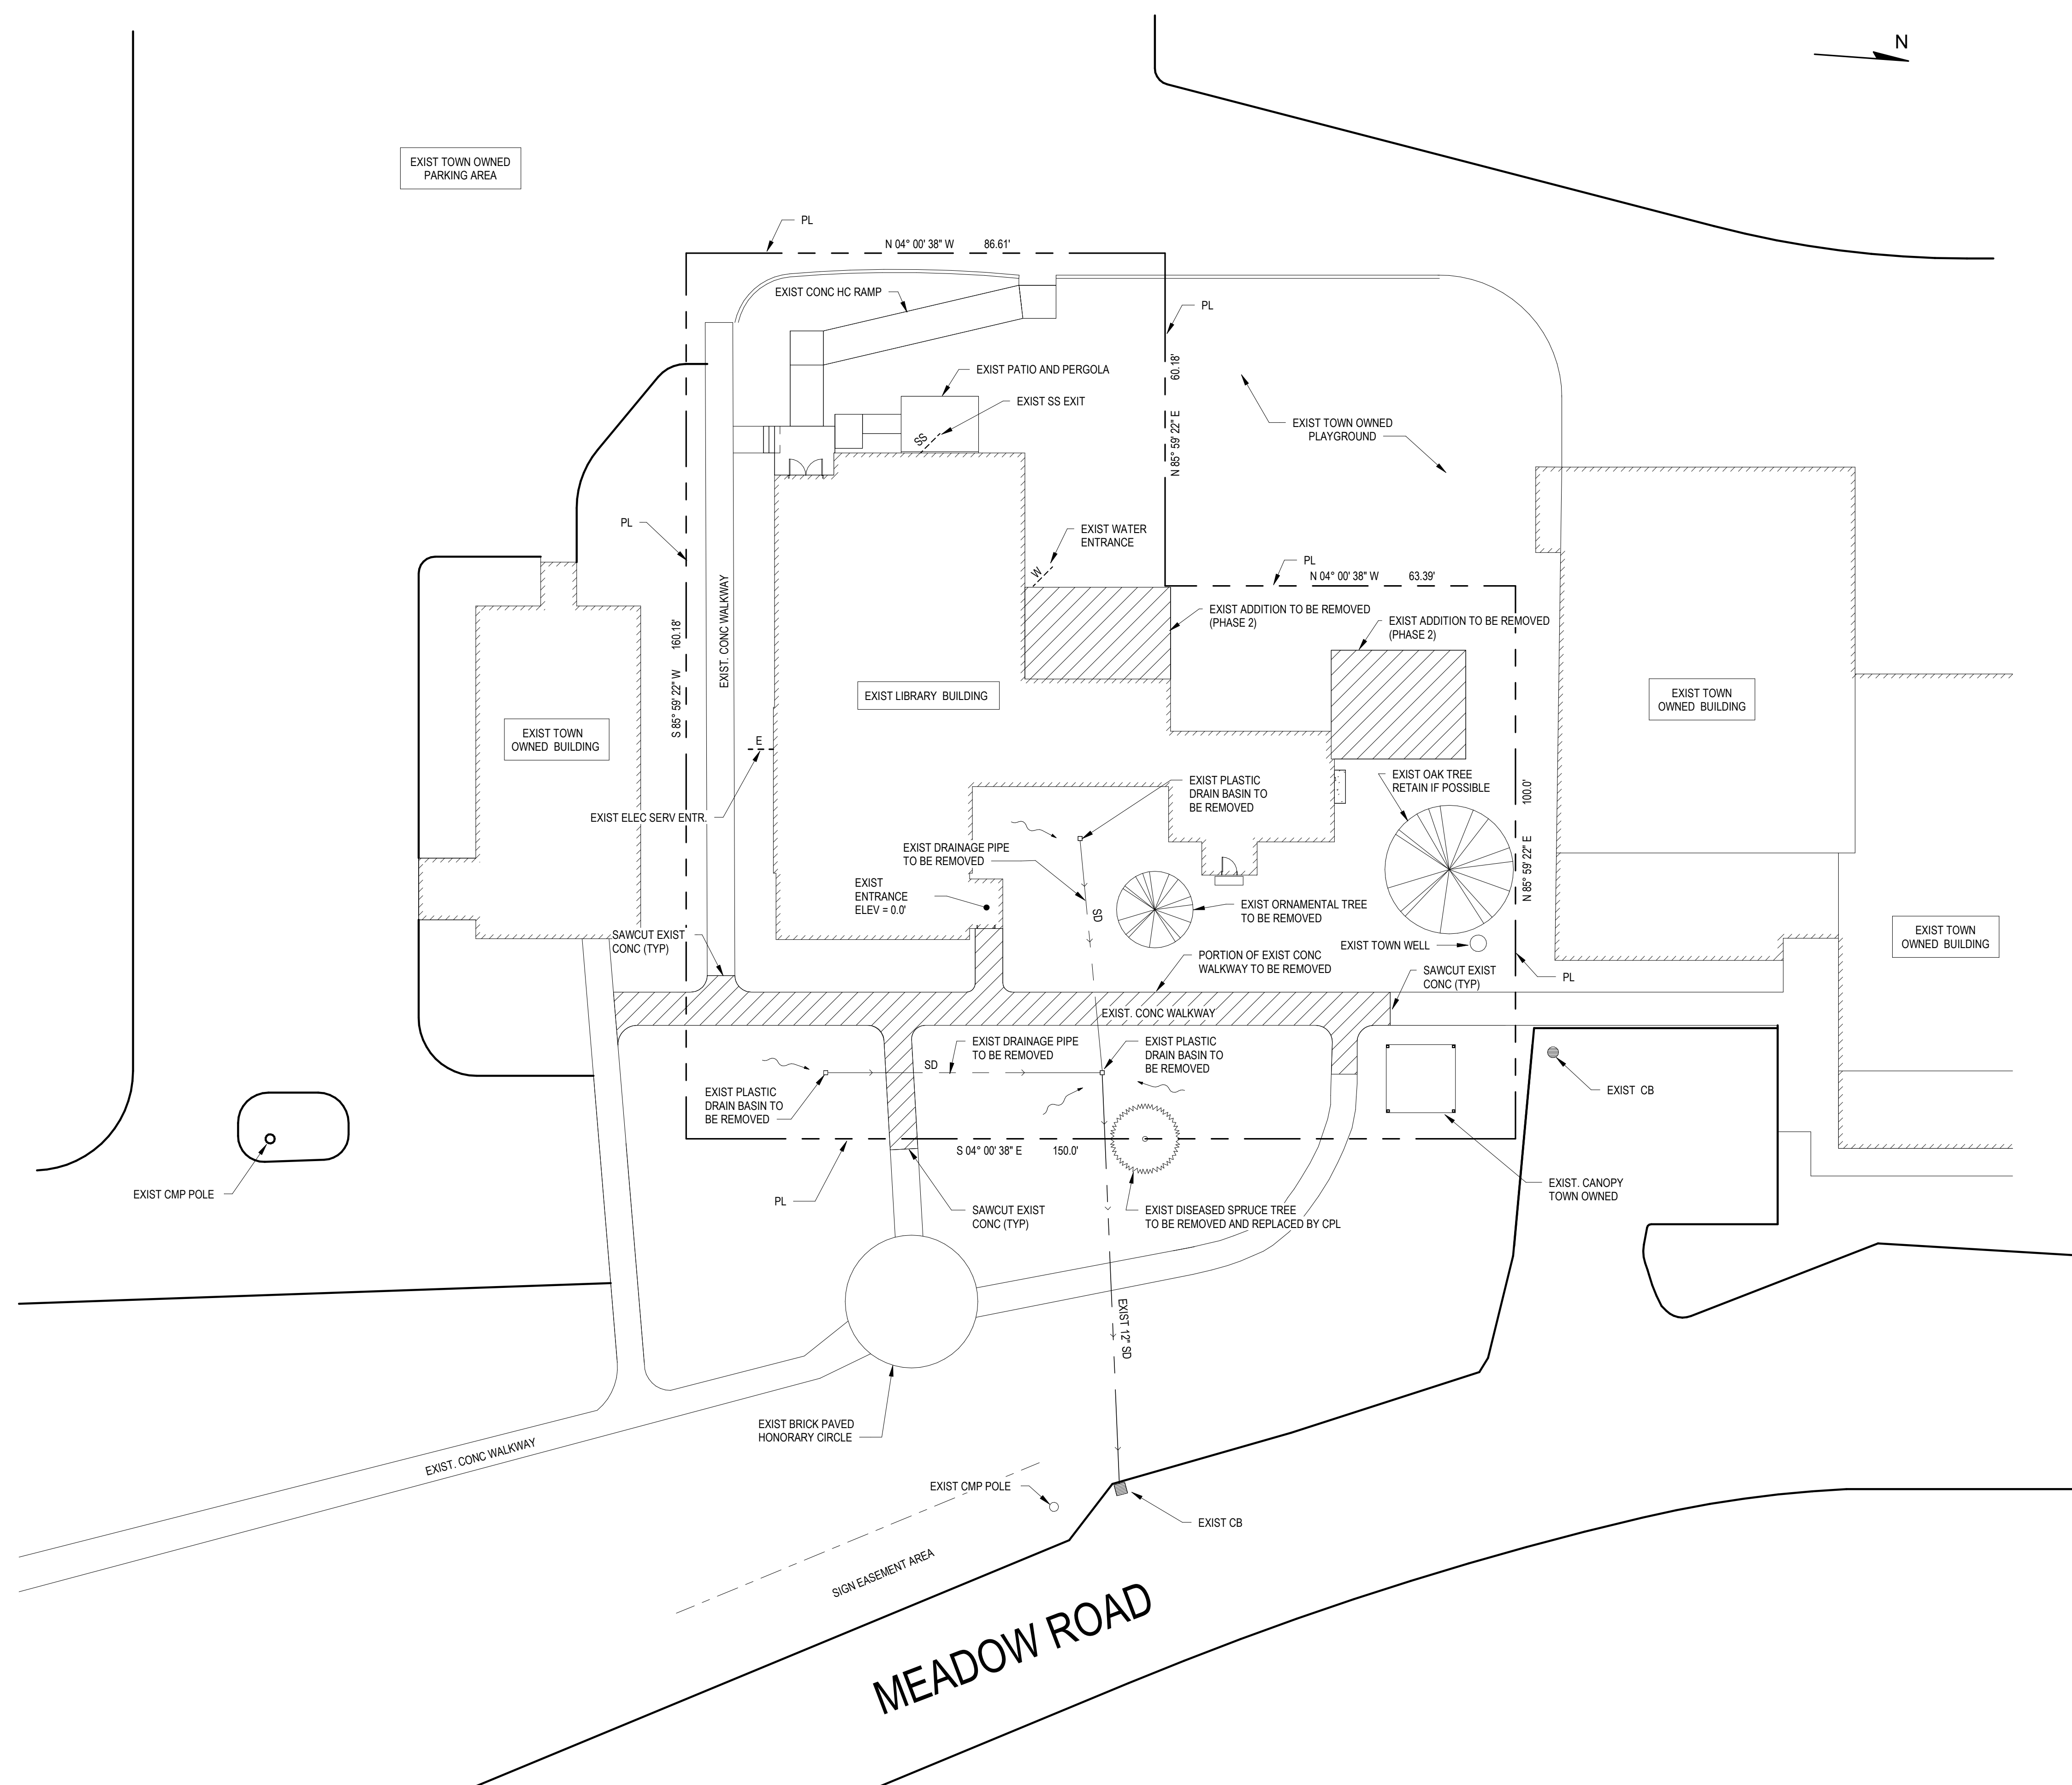 N
EXIST TOWN OWNED
PARKING AREA
PL
N 04° 00' 38" W 86.61'
EXIST CONC HC RAMP
PL
60.18'
N 85° 59' 22" E
EXIST PATIO AND PERGOLA
EXIST SS EXIT
SS
EXIST TOWN OWNED
PLAYGROUND
PL
EXIST WATER
ENTRANCE
W
PL
N 04° 00' 38" W 63.39'
EXIST. CONC WALKWAY
S 85° 59' 22" W 160.18'
EXIST ADDITION TO BE REMOVED
(PHASE 2)
EXIST ADDITION TO BE REMOVED
(PHASE 2)
EXIST LIBRARY BUILDING
EXIST TOWN
OWNED BUILDING
EXIST TOWN
OWNED BUILDING
E
EXIST ELEC SERV ENTR.
EXIST PLASTIC
DRAIN BASIN TO
BE REMOVED
EXIST OAK TREE
RETAIN IF POSSIBLE
N 85° 59' 22" E 100.0'
EXIST DRAINAGE PIPE
TO BE REMOVED
EXIST
ENTRANCE
ELEV = 0.0'
SD
EXIST ORNAMENTAL TREE
TO BE REMOVED
EXIST TOWN WELL
EXIST TOWN
OWNED BUILDING
SAWCUT EXIST
CONC (TYP)
PORTION OF EXIST CONC
WALKWAY TO BE REMOVED
SAWCUT EXIST
CONC (TYP)
PL
EXIST. CONC WALKWAY
EXIST DRAINAGE PIPE
TO BE REMOVED
SD
EXIST PLASTIC
DRAIN BASIN TO
BE REMOVED
EXIST PLASTIC
DRAIN BASIN TO
BE REMOVED
EXIST CB
S 04° 00' 38" E 150.0'
EXIST CMP POLE
PL
SAWCUT EXIST
CONC (TYP)
EXIST DISEASED SPRUCE TREE
TO BE REMOVED AND REPLACED BY CPL
EXIST. CANOPY
TOWN OWNED
EXIST 12" SD
EXIST BRICK PAVED
HONORARY CIRCLE
EXIST. CONC WALKWAY
EXIST CMP POLE
EXIST CB
SIGN EASEMENT AREA
MEADOW ROAD